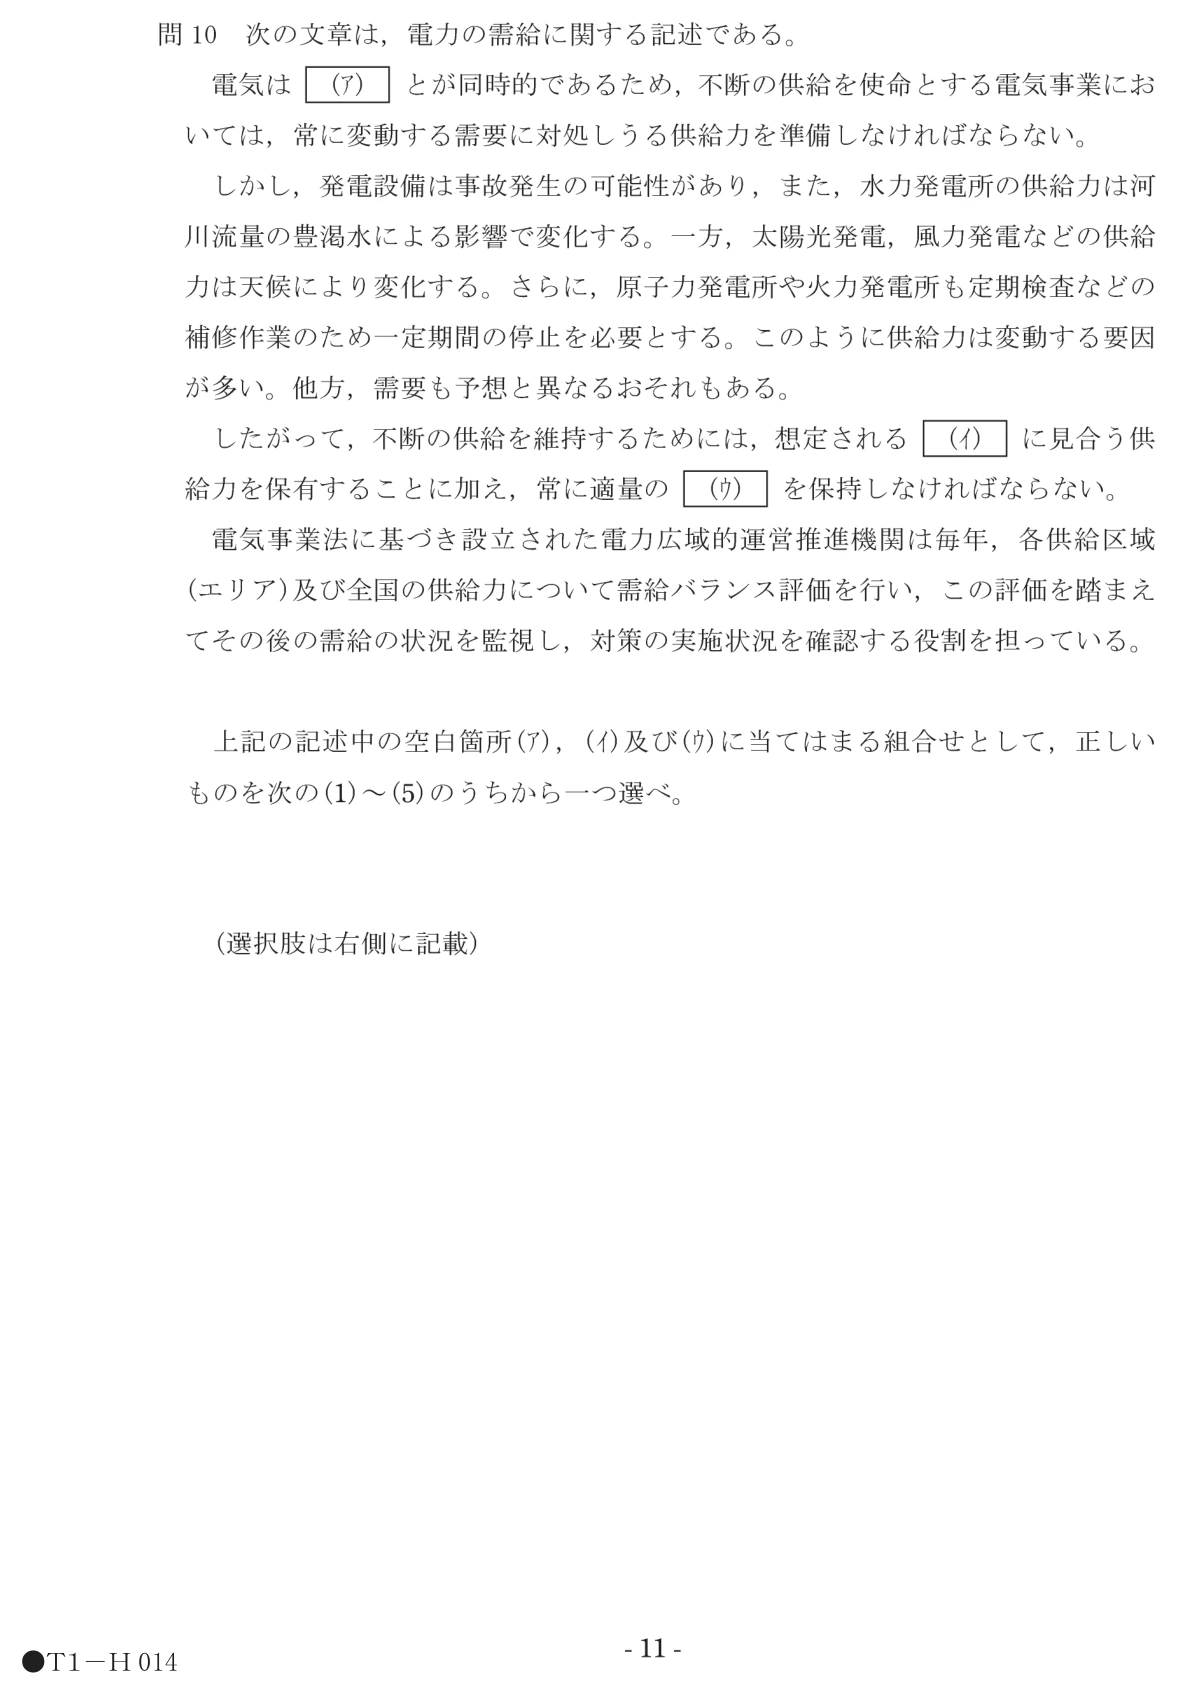 問 10　次の文章は，電力の需給に関する記述である。
電気は (ｱ) とが同時的であるため，不断の供給を使命とする電気事業にお
いては，常に変動する需要に対処しうる供給力を準備しなければならない。
しかし，発電設備は事故発生の可能性があり，また，水力発電所の供給力は河
川流量の豊渇水による影響で変化する。一方，太陽光発電，風力発電などの供給
力は天候により変化する。さらに，原子力発電所や火力発電所も定期検査などの
補修作業のため一定期間の停止を必要とする。このように供給力は変動する要因
が多い。他方，需要も予想と異なるおそれもある。
したがって，不断の供給を維持するためには，想定される (ｲ) に見合う供
給力を保有することに加え，常に適量の (ｳ) を保持しなければならない。
電気事業法に基づき設立された電力広域的運営推進機関は毎年，各供給区域
(エリア)及び全国の供給力について需給バランス評価を行い，この評価を踏まえ
てその後の需給の状況を監視し，対策の実施状況を確認する役割を担っている。
上記の記述中の空白箇所(ｱ)，(ｲ)及び(ｳ)に当てはまる組合せとして，正しい
ものを次の(1)～(5)のうちから一つ選べ。
(選択肢は右側に記載)
- 11 -
●T1－H 014